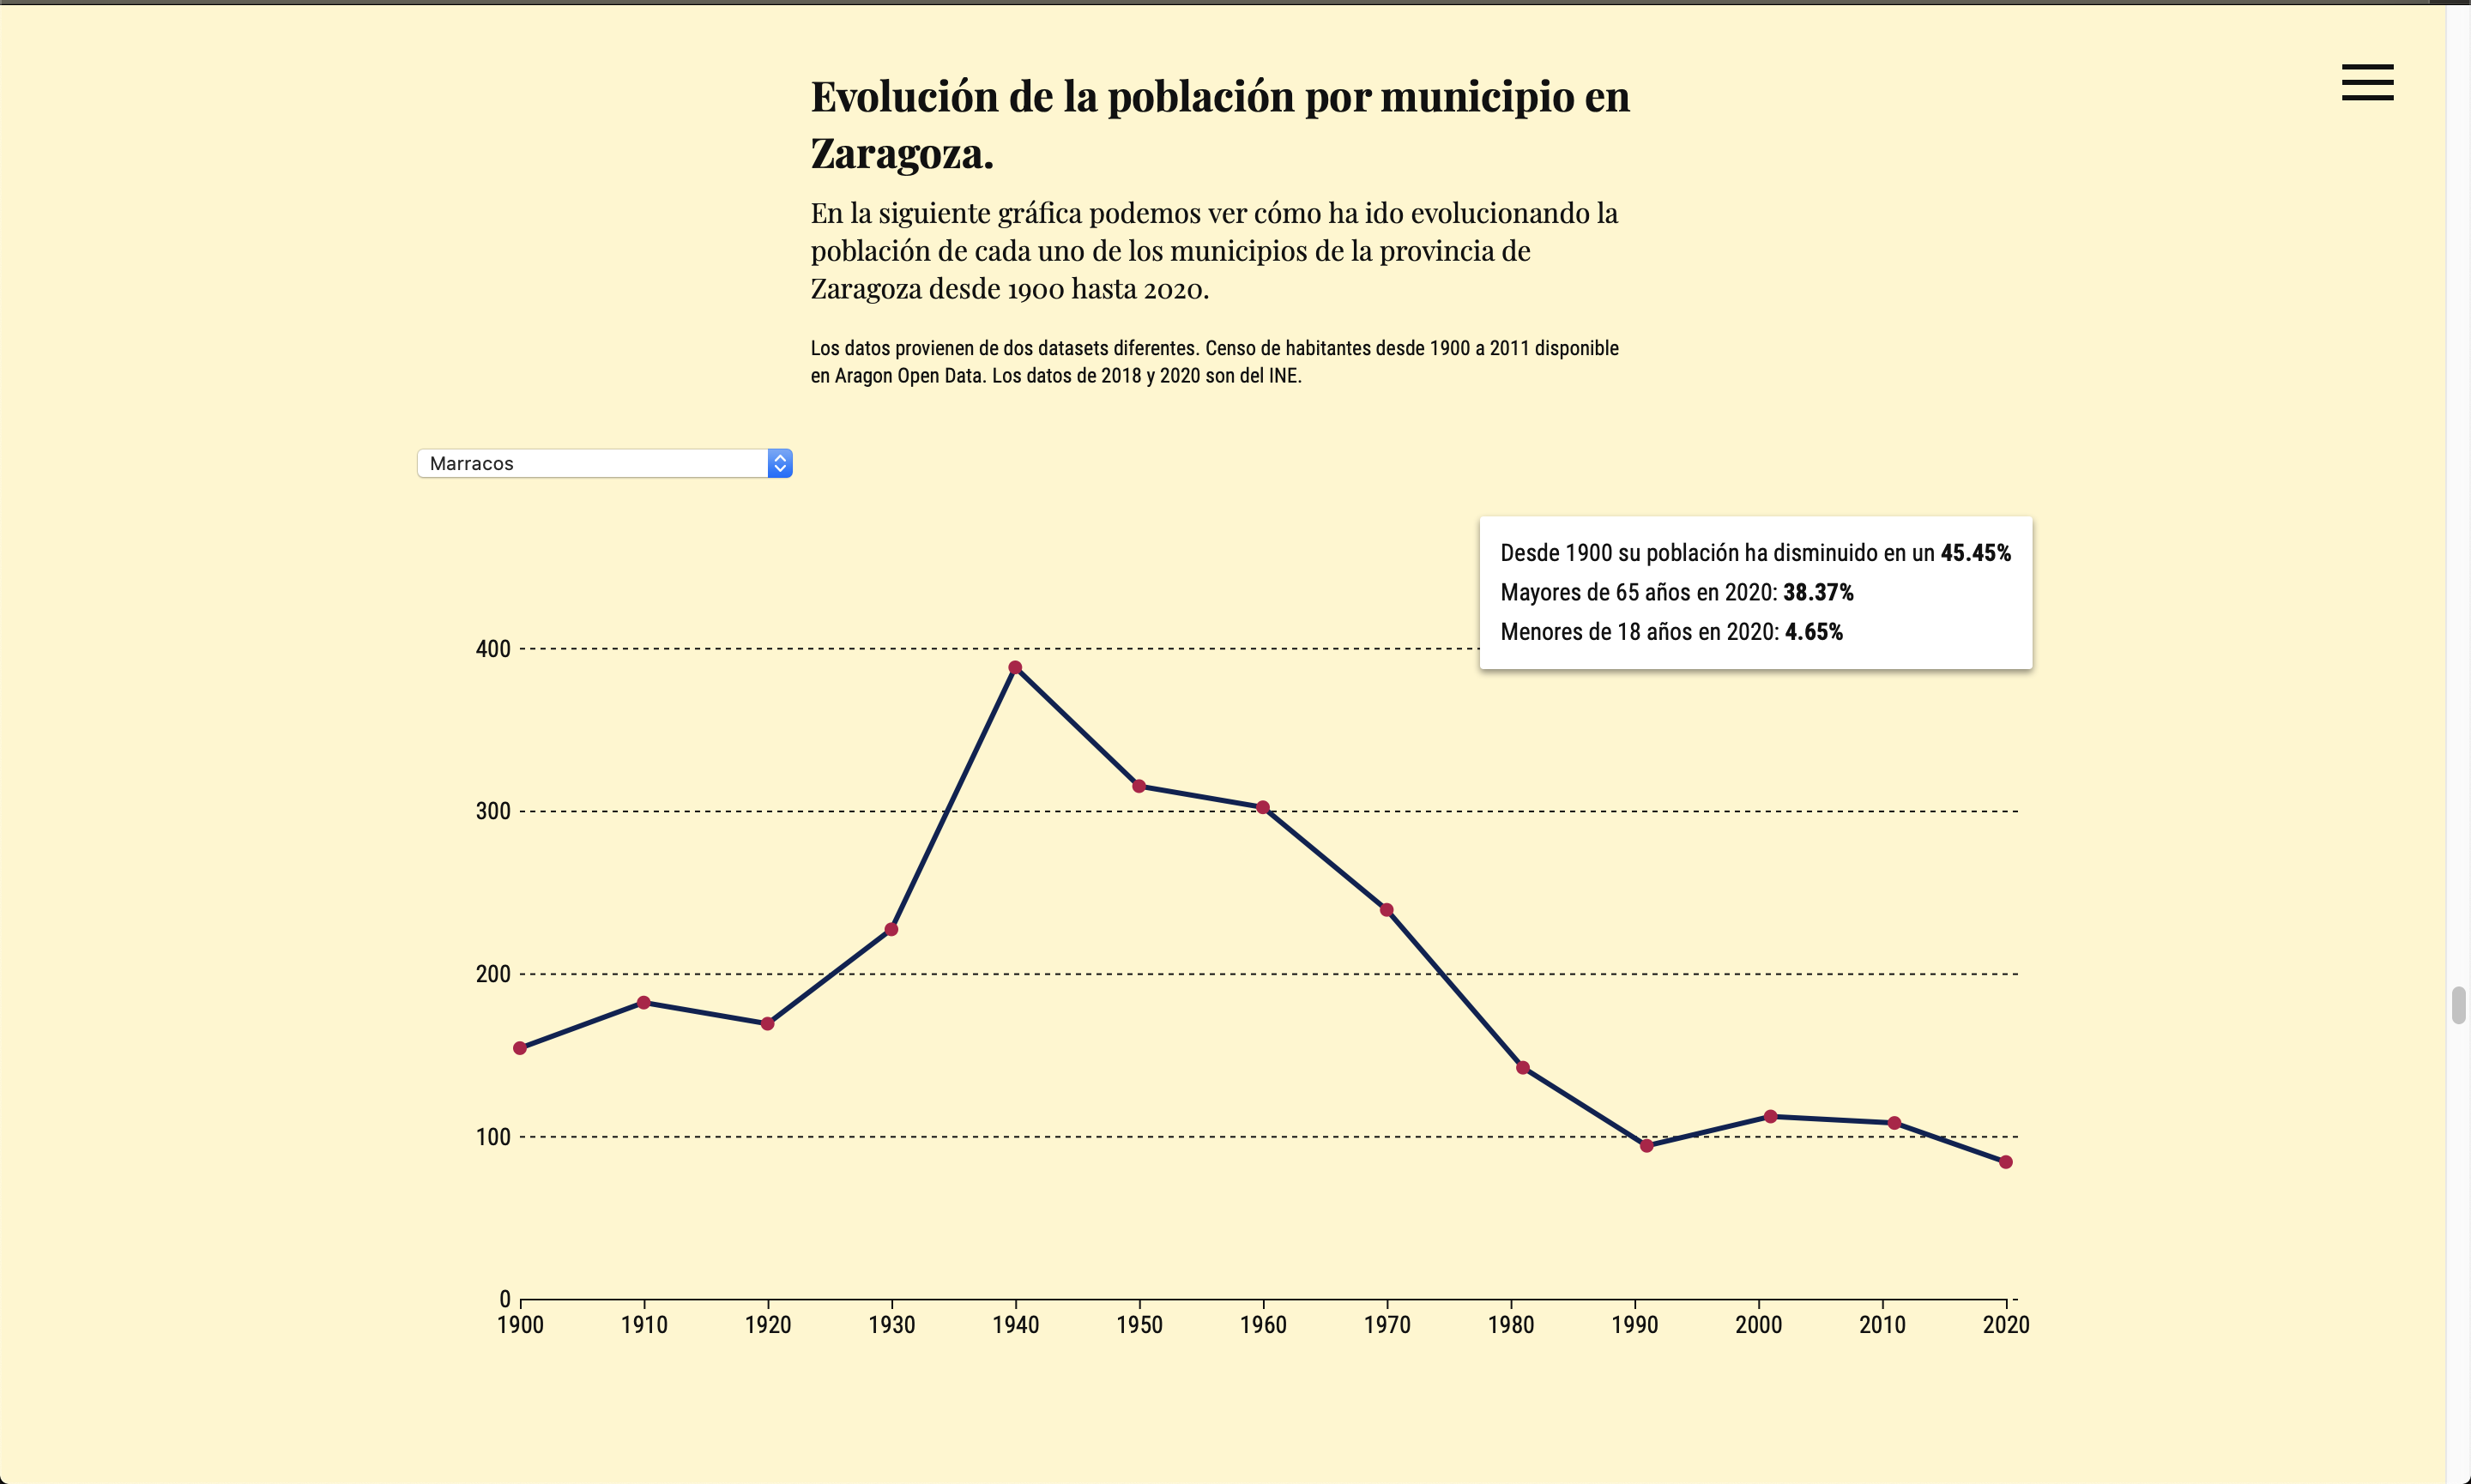 Evolución de la población por municipio en
Zaragoza.
En la siguiente gráfica podemos ver cómo ha ido evolucionando la
población de cada uno de los municipios de la provincia de
Zaragoza desde 1900 hasta 2020.
Los datos provienen de dos datasets diferentes. Censo de habitantes desde 1900 a 2011 disponible
en Aragon Open Data. Los datos de 2018 y 2020 son del INE.
Marracos
Desde 1900 su población ha disminuido en un 45.45%
Mayores de 65 años en 2020: 38.37%
Menores de 18 años en 2020: 4.65%
400
300
200
100
0
1900 1910 1920 1930 1940 1950 1960 1970 1980 1990 2000 2010 2020